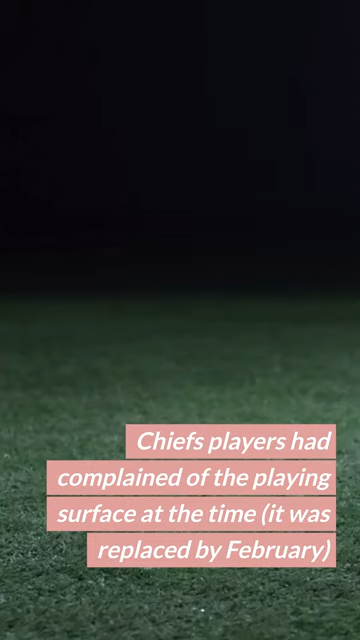 Chiefs players had
complained of the playing
surface at the time (it was
replaced by February)